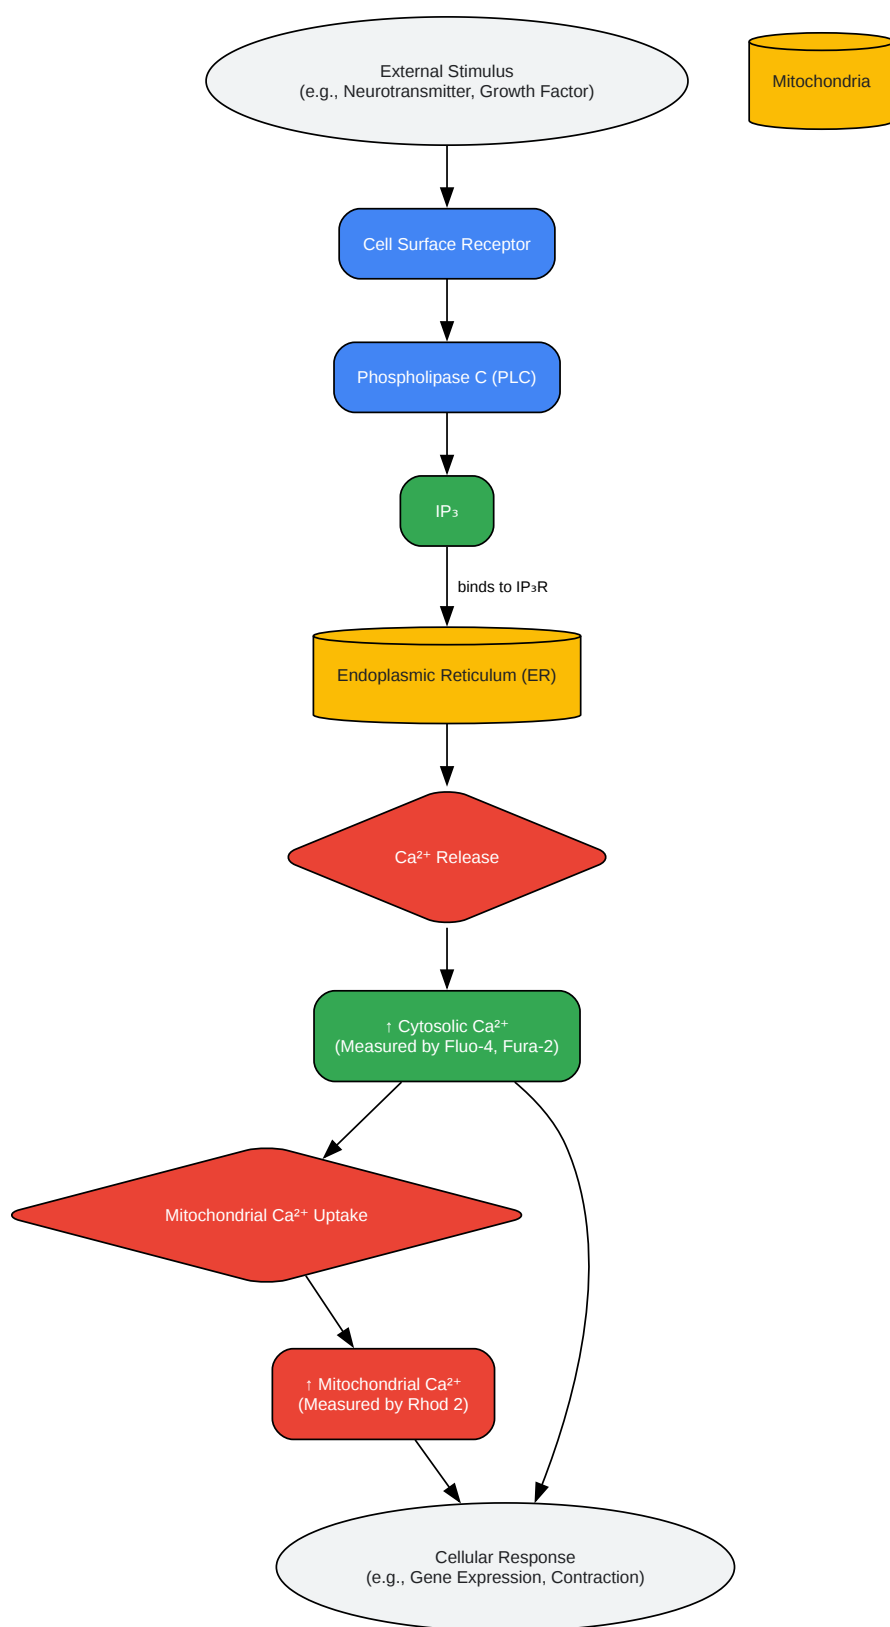 External Stimulus
(e.g., Neurotransmitter, Growth Factor)
Mitochondria
Cell Surface Receptor
Phospholipase C (PLC)
IP₃
binds to IP₃R
Endoplasmic Reticulum (ER)
Ca²⁺ Release
↑ Cytosolic Ca²⁺
(Measured by Fluo-4, Fura-2)
Mitochondrial Ca²⁺ Uptake
↑ Mitochondrial Ca²⁺
(Measured by Rhod 2)
Cellular Response
(e.g., Gene Expression, Contraction)